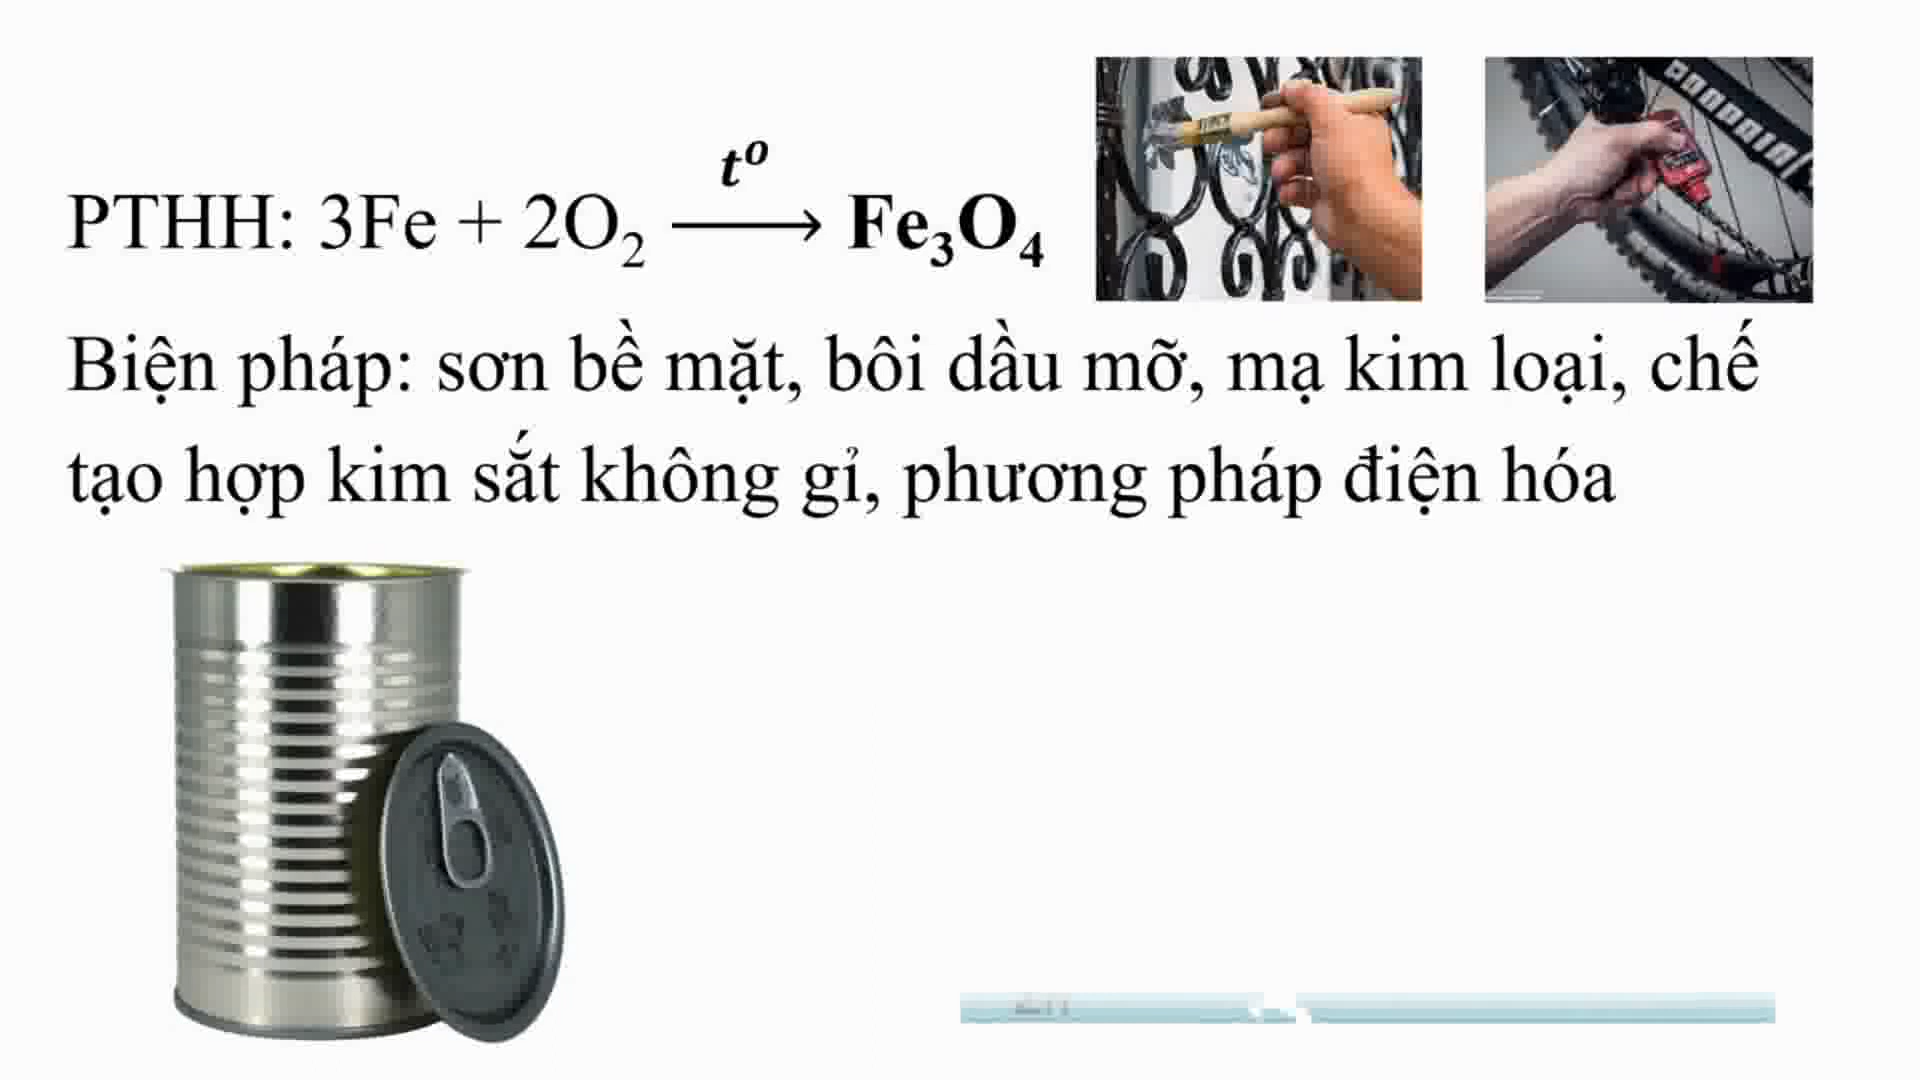 PTHH: 3Fe + 2O₂ —tᵒ→ Fe₃O₄
Biện pháp: sơn bề mặt, bôi dầu mỡ, mạ kim loại, chế
tạo hợp kim sắt không gỉ, phương pháp điện hóa